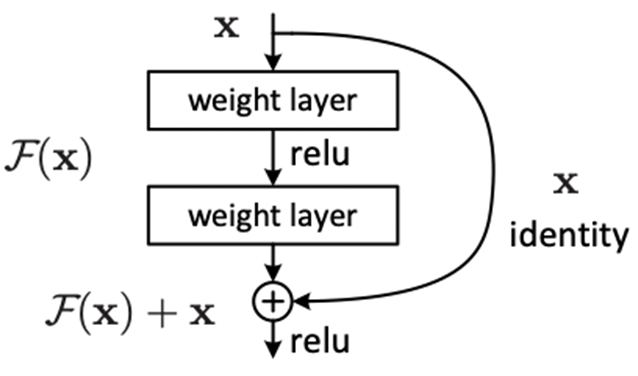 x
weight layer
relu
F(x)
weight layer
x
identity
F(x) + x
relu